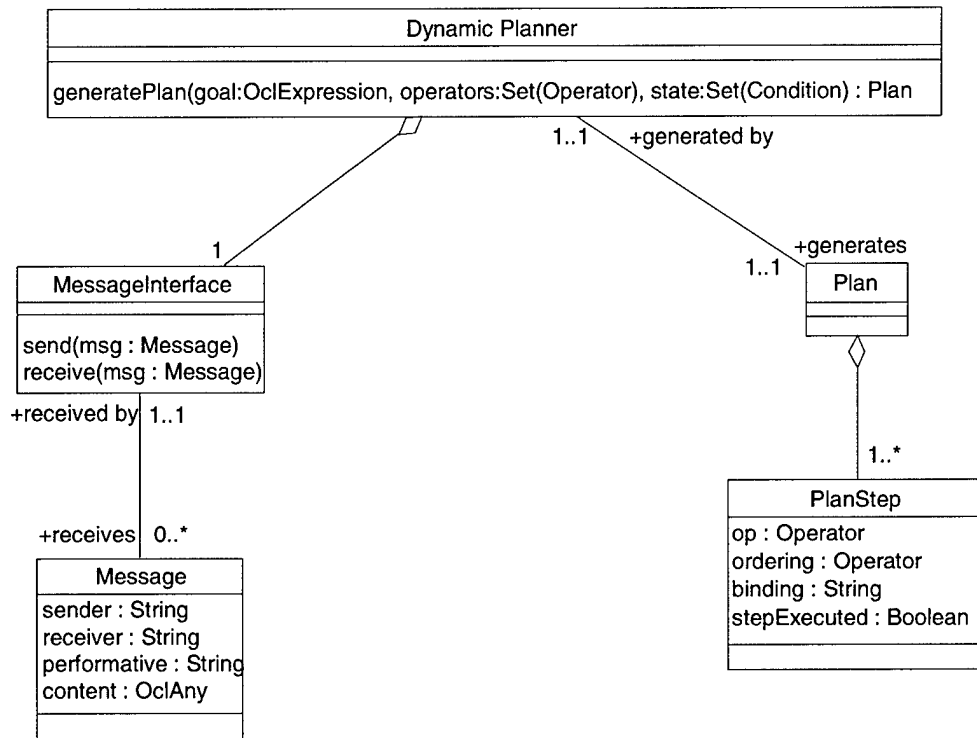 Dynamic Planner
generatePlan(goal:OclExpression, operators:Set(Operator), state:Set(Condition) : Plan
1..1
+generated by
1
+generates
1..1
MessageInterface
send(msg : Message)
receive(msg : Message)
Plan
+received by
1..1
1..*
+receives
0..*
PlanStep
op : Operator
ordering : Operator
binding : String
stepExecuted : Boolean
Message
sender : String
receiver : String
performative : String
content : OclAny